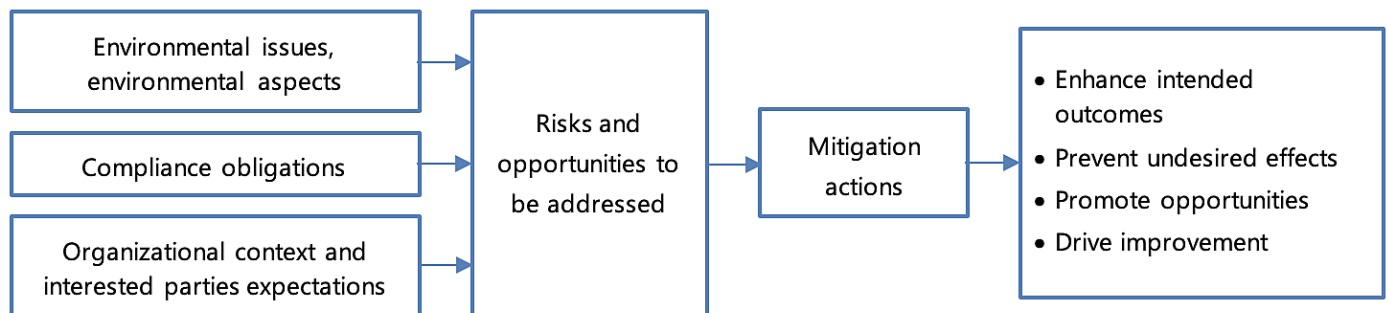 Environmental issues,
environmental aspects
Compliance obligations
Organizational context and
interested parties expectations
Risks and
opportunities to
be addressed
Mitigation
actions
• Enhance intended
outcomes
• Prevent undesired effects
• Promote opportunities
• Drive improvement